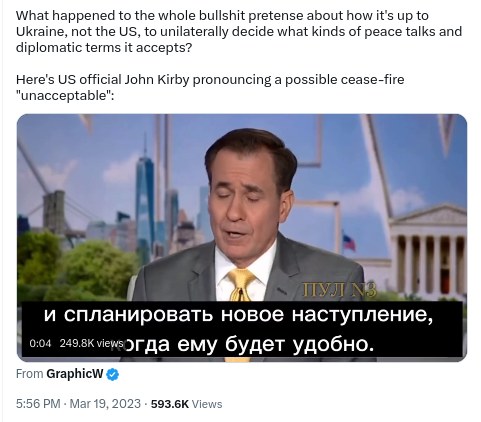 What happened to the whole bullshit pretense about how it's up to
Ukraine, not the US, to unilaterally decide what kinds of peace talks and
diplomatic terms it accepts?
Here's US official John Kirby pronouncing a possible cease-fire
"unacceptable":
ПУЛ N3
и спланировать новое наступление,
0:04 249.8K views
огда ему будет удобно.
From GraphicW
5:56 PM · Mar 19, 2023 · 593.6K Views